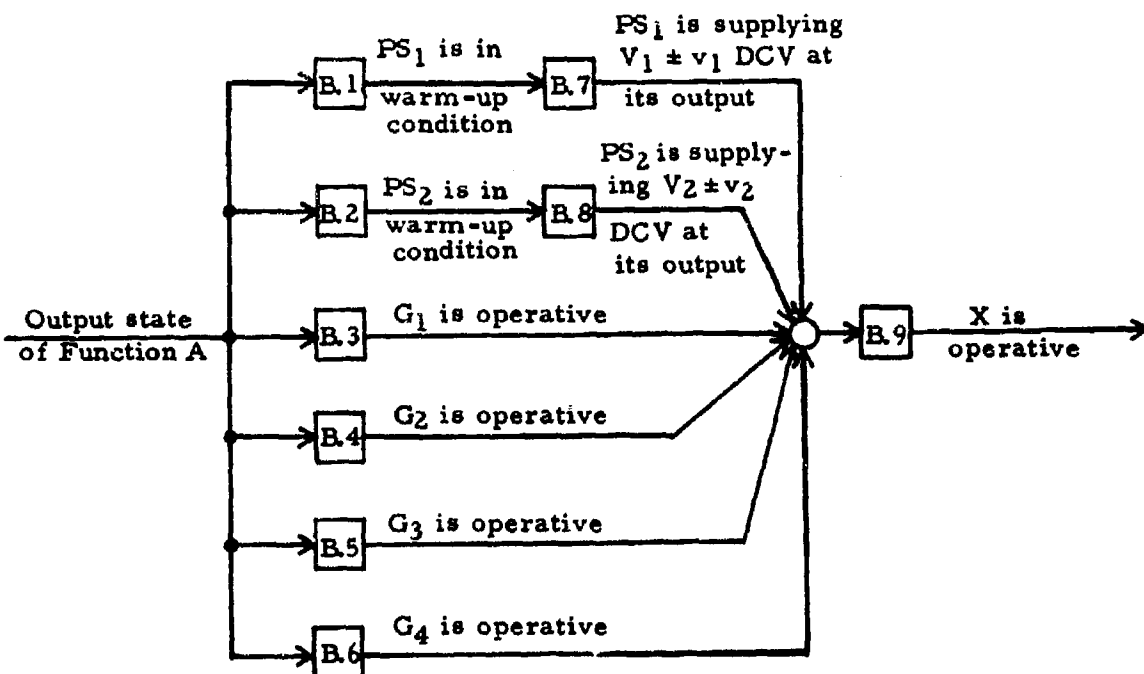 PS1 is in
warm-up
condition
PS1 is supplying
V1 ± v1 DCV at
its output
B.1
B.7
PS2 is in
warm-up
condition
PS2 is supply-
ing V2 ± v2
DCV at
its output
B.2
B.8
Output state
of Function A
B.3
G1 is operative
B.9
X is
operative
B.4
G2 is operative
B.5
G3 is operative
B.6
G4 is operative